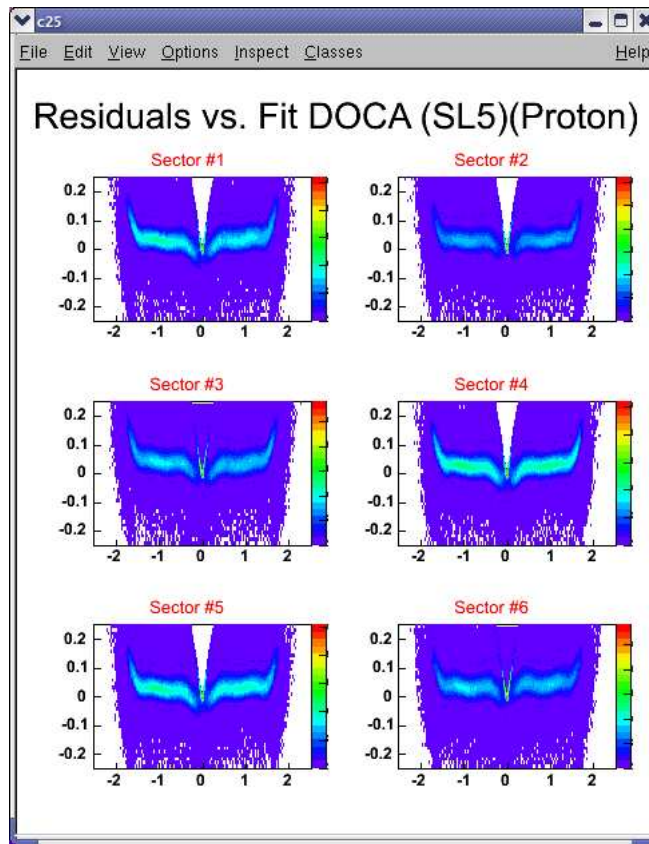 c25
File Edit View Options Inspect Classes Help
Residuals vs. Fit DOCA (SL5)(Proton)
Sector #1 Sector #2
0.2 0.2
0.1 0.1
0 0
-0.1 -0.1
-0.2 -0.2
-2 -1 0 1 2 -2 -1 0 1 2
Sector #3 Sector #4
0.2 0.2
0.1 0.1
0 0
-0.1 -0.1
-0.2 -0.2
-2 -1 0 1 2 -2 -1 0 1 2
Sector #5 Sector #6
0.2 0.2
0.1 0.1
0 0
-0.1 -0.1
-0.2 -0.2
-2 -1 0 1 2 -2 -1 0 1 2